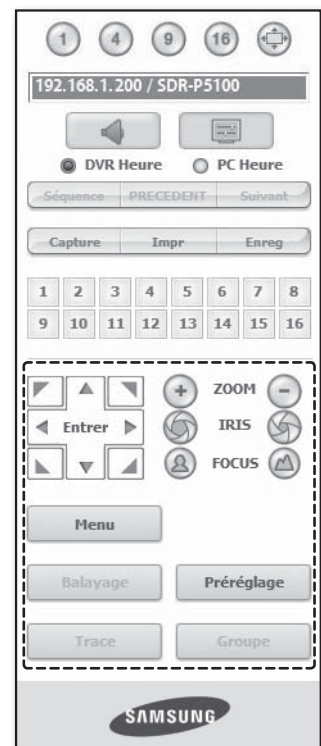 1 4 9 16
192.168.1.200 / SDR-P5100
DVR Heure PC Heure
Séquence PRECEDENT Suivant
Capture Impr Enreg
1 2 3 4 5 6 7 8
9 10 11 12 13 14 15 16
ZOOM
Entrer IRIS
FOCUS
Menu
Balayage Préréglage
Trace Groupe
SAMSUNG